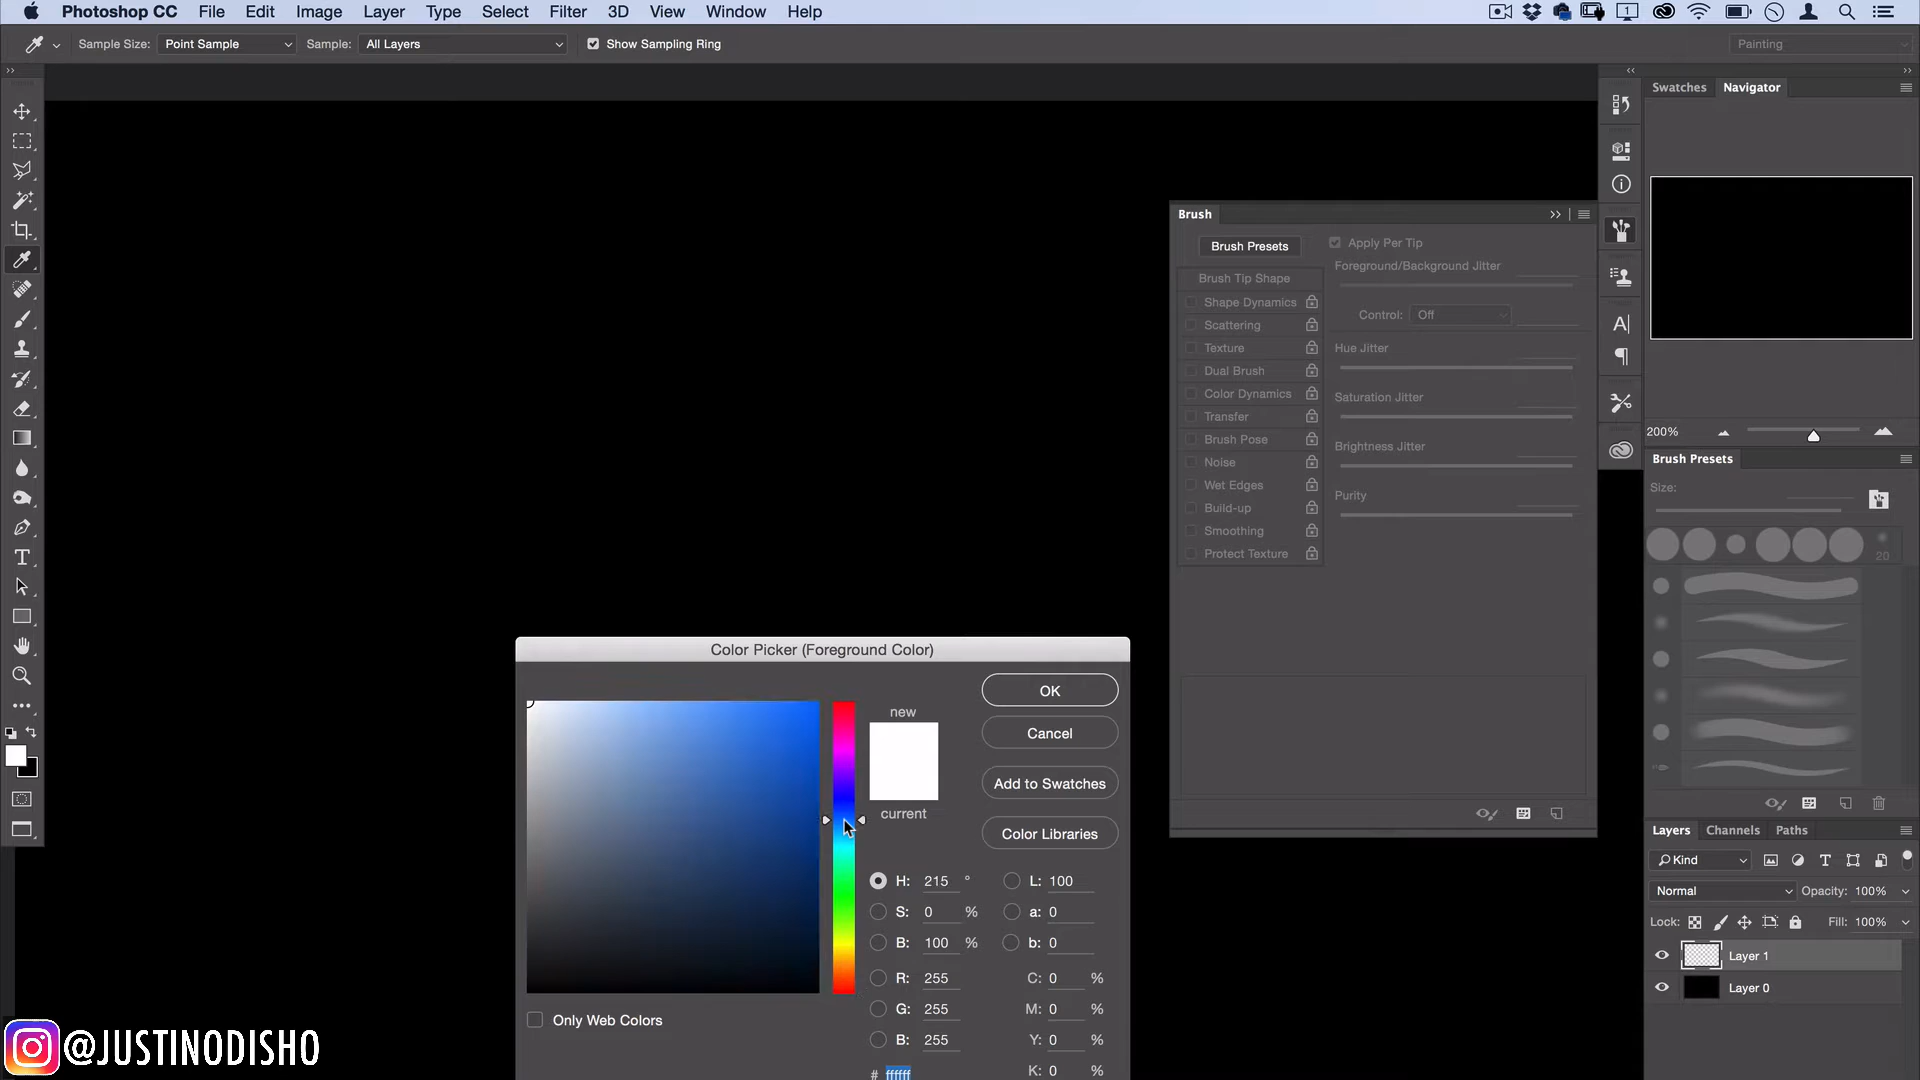 Photoshop CC File Edit Image Layer Type Select Filter 3D View Window Help
Sample Size: Point Sample Sample: All Layers Show Sampling Ring Painting
Swatches Navigator
200%
Brush
Brush Presets
Brush Tip Shape
Shape Dynamics
Scattering
Texture
Dual Brush
Color Dynamics
Transfer
Brush Pose
Noise
Wet Edges
Build-up
Smoothing
Protect Texture
Apply Per Tip
Foreground/Background Jitter
Control: Off
Hue Jitter
Saturation Jitter
Brightness Jitter
Purity
Brush Presets
Size:
20
Color Picker (Foreground Color)
new
current
OK
Cancel
Add to Swatches
Color Libraries
H: 215 ° L: 100
S: 0 % a: 0
B: 100 % b: 0
R: 255 C: 0 %
G: 255 M: 0 %
B: 255 Y: 0 %
# ffffff K: 0 %
Only Web Colors
Layers Channels Paths
Kind
Normal Opacity: 100%
Lock: Fill: 100%
Layer 1
Layer 0
@JUSTINODISHO